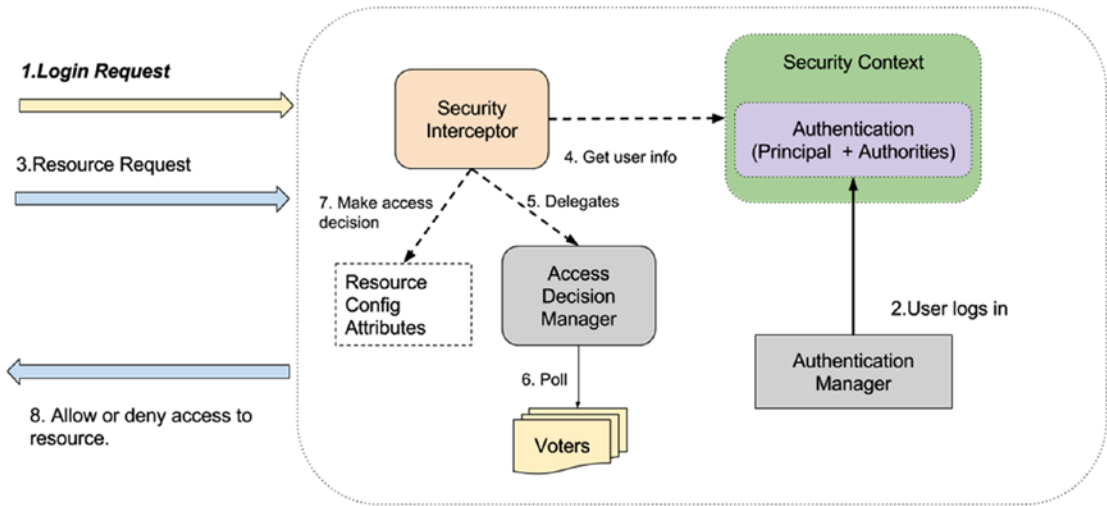 1.Login Request
3.Resource Request
8. Allow or deny access to
resource.
Security
Interceptor
4. Get user info
Security Context
Authentication
(Principal + Authorities)
7. Make access
decision
5. Delegates
Resource
Config
Attributes
Access
Decision
Manager
6. Poll
Voters
2.User logs in
Authentication
Manager